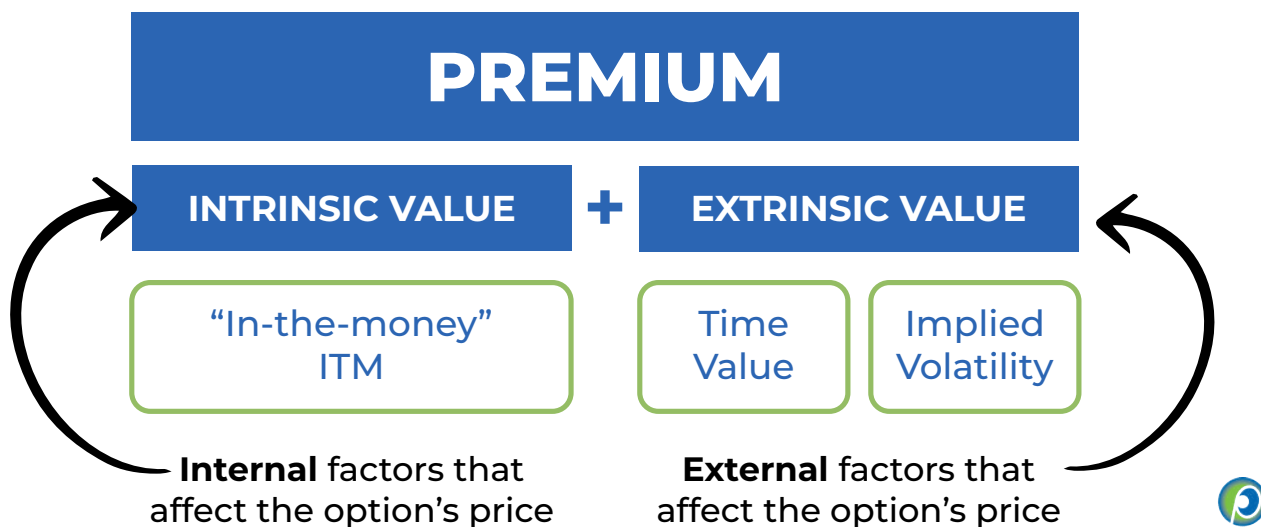 PREMIUM
INTRINSIC VALUE + EXTRINSIC VALUE
“In-the-money”
ITM
Time
Value
Implied
Volatility
Internal factors that
affect the option’s price
External factors that
affect the option’s price